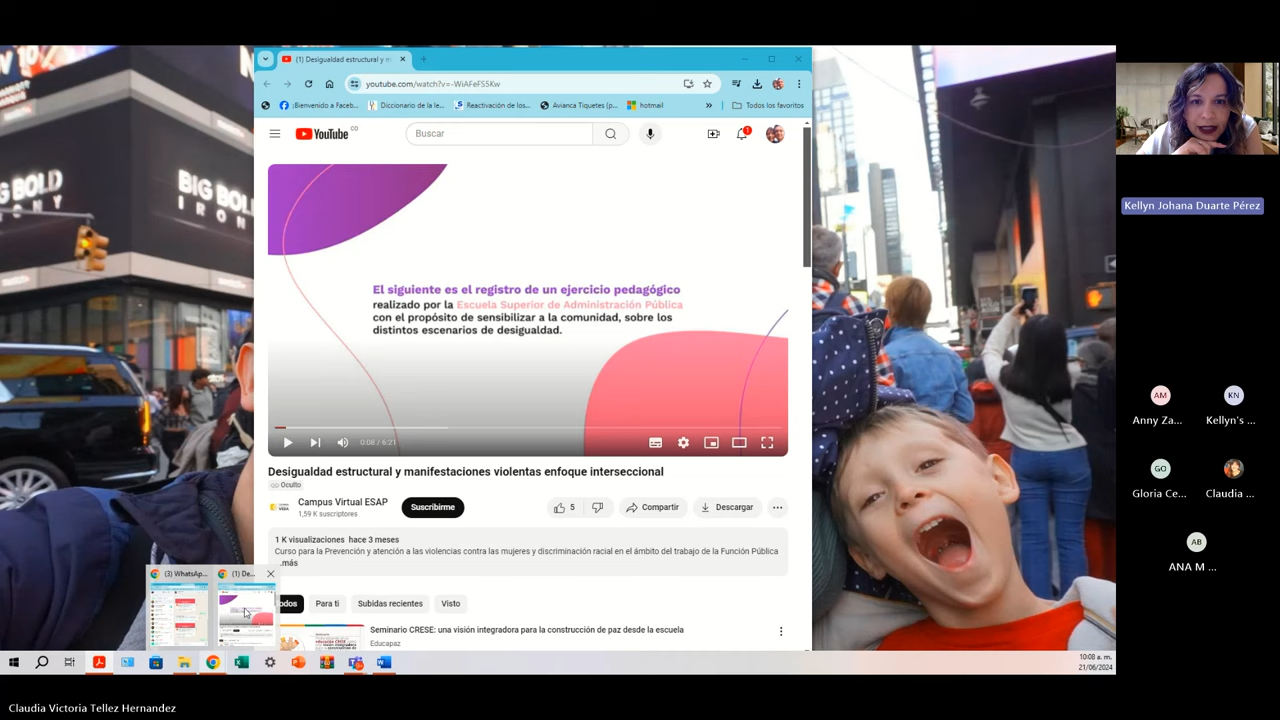 BIG BOLD
BIG BOLD
I R O N
(1) Desigualdad estructural y m
youtube.com/watch?v=-WiAFeFSSKw
¡Bienvenido a Faceb...
Diccionario de la le...
Reactivación de los...
Avianca Tiquetes (p...
hotmail
»
Todos los favoritos
YouTube CO
Buscar
1
El siguiente es el registro de un ejercicio pedagógico
realizado por la Escuela Superior de Administración Pública
con el propósito de sensibilizar a la comunidad, sobre los
distintos escenarios de desigualdad.
0:08 / 6:21
Desigualdad estructural y manifestaciones violentas enfoque interseccional
Oculto
Campus Virtual ESAP
1,59 K suscriptores
Suscribirme
5
Compartir
Descargar
1 K visualizaciones hace 3 meses
Curso para la Prevención y atención a las violencias contra las mujeres y discriminación racial en el ámbito del trabajo de la Función Pública
...más
(3) WhatsAp...
(1) De...
odos
Para ti
Subidas recientes
Visto
Seminario CRESE: una visión integradora para la construcción de paz desde la escuela
Educapaz
10:08 a. m.
21/06/2024
Kellyn Johana Duarte Pérez
AM
Anny Za...
KN
Kellyn's ...
GO
Gloria Ce...
Claudia ...
AB
ANA M ...
Claudia Victoria Tellez Hernandez